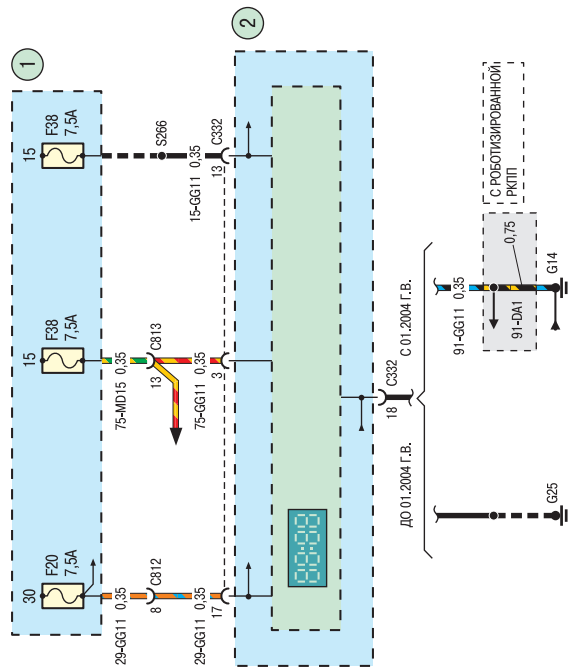 1
30
F20
7,5A
15
F38
7,5A
15
F38
7,5A
29-GG11 0,35
8
C812
29-GG11 0,35
17
75-MD15 0,35
13
C813
75-GG11 0,35
3
S266
15-GG11 0,35
13
C332
2
88:88
18
C332
ДО 01.2004 Г.В.
С 01.2004 Г.В.
G25
91-GG11 0,35
91-DA1
0,75
G14
С РОБОТИЗИРОВАННОЙ
РКПП